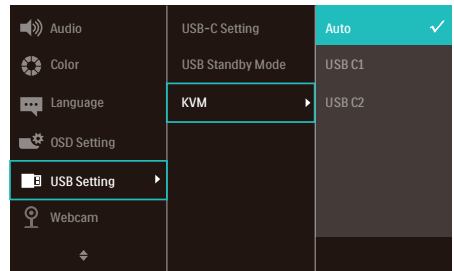 Audio
Color
Language
OSD Setting
USB Setting
Webcam
USB-C Setting
USB Standby Mode
KVM
Auto
USB C1
USB C2